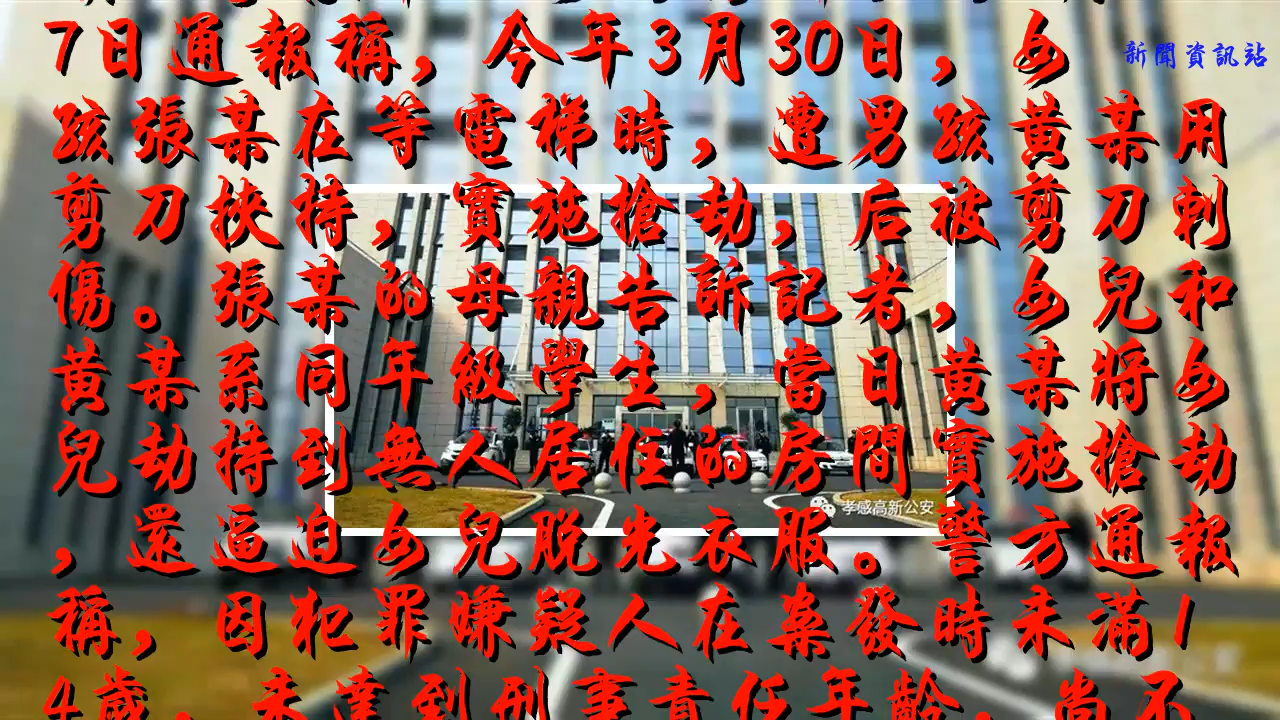 7日通報稱，今年3月30日，女
新聞資訊站
孩張某在等電梯時，遭男孩黃某用
剪刀挾持，實施搶劫，后被剪刀刺
傷。張某的母親告訴記者，女兒和
黃某系同年級學生，當日黃某將女
兒劫持到無人居住的房間實施搶劫
，還逼迫女兒脫光衣服。警方通報
稱，因犯罪嫌疑人在案發時未滿1
4歲，未達到刑事責任年齡，尚不
孝感高新公安